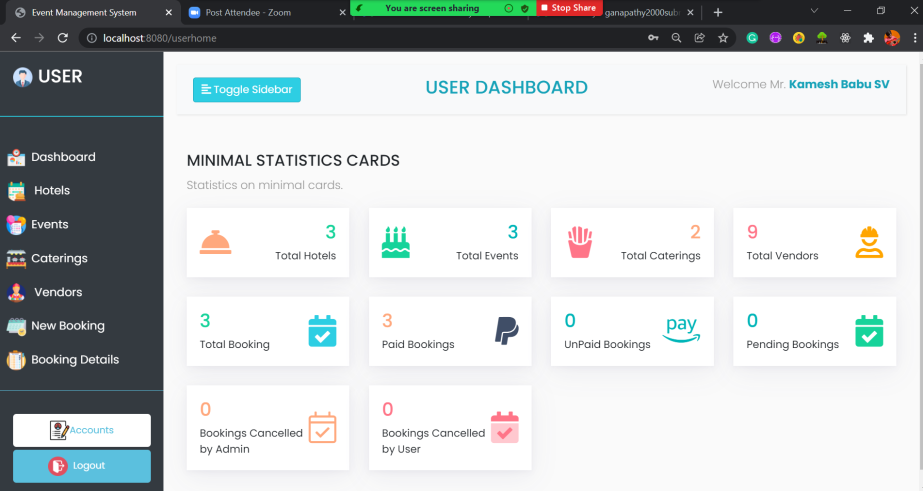 Event Management System
Post Attendee - Zoom
You are screen sharing
Stop Share
ganapathy2000sub
localhost:8080/userhome
USER
Toggle Sidebar
USER DASHBOARD
Welcome Mr. Kamesh Babu SV
Dashboard
Hotels
Events
Caterings
Vendors
New Booking
Booking Details
Accounts
Logout
MINIMAL STATISTICS CARDS
Statistics on minimal cards.
3
Total Hotels
3
Total Events
2
Total Caterings
9
Total Vendors
3
Total Booking
3
Paid Bookings
0
UnPaid Bookings
pay
0
Pending Bookings
0
Bookings Cancelled
by Admin
0
Bookings Cancelled
by User